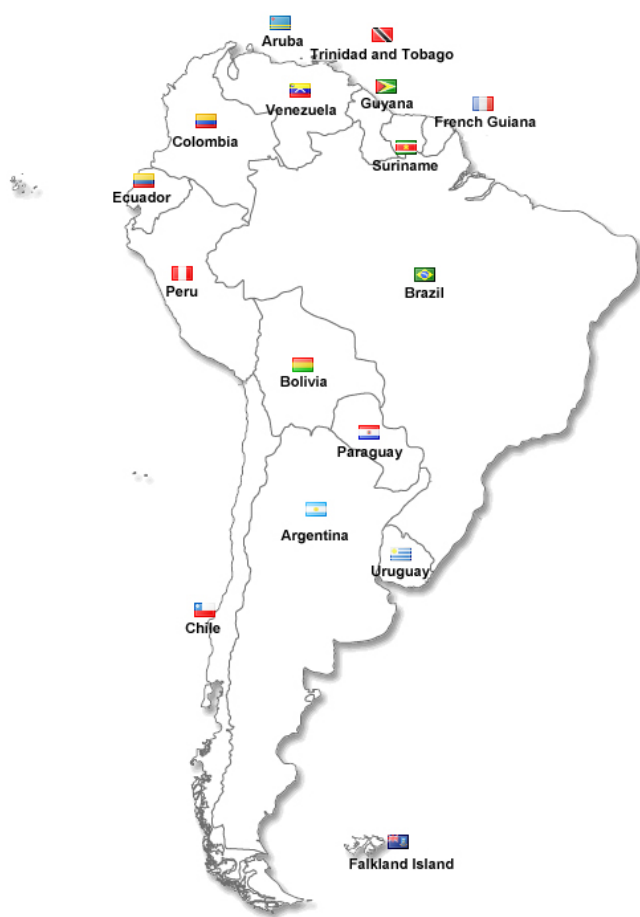 Aruba
Trinidad and Tobago
Venezuela
Guyana
French Guiana
Colombia
Suriname
Ecuador
Peru
Brazil
Bolivia
Paraguay
Argentina
Uruguay
Chile
Falkland Island